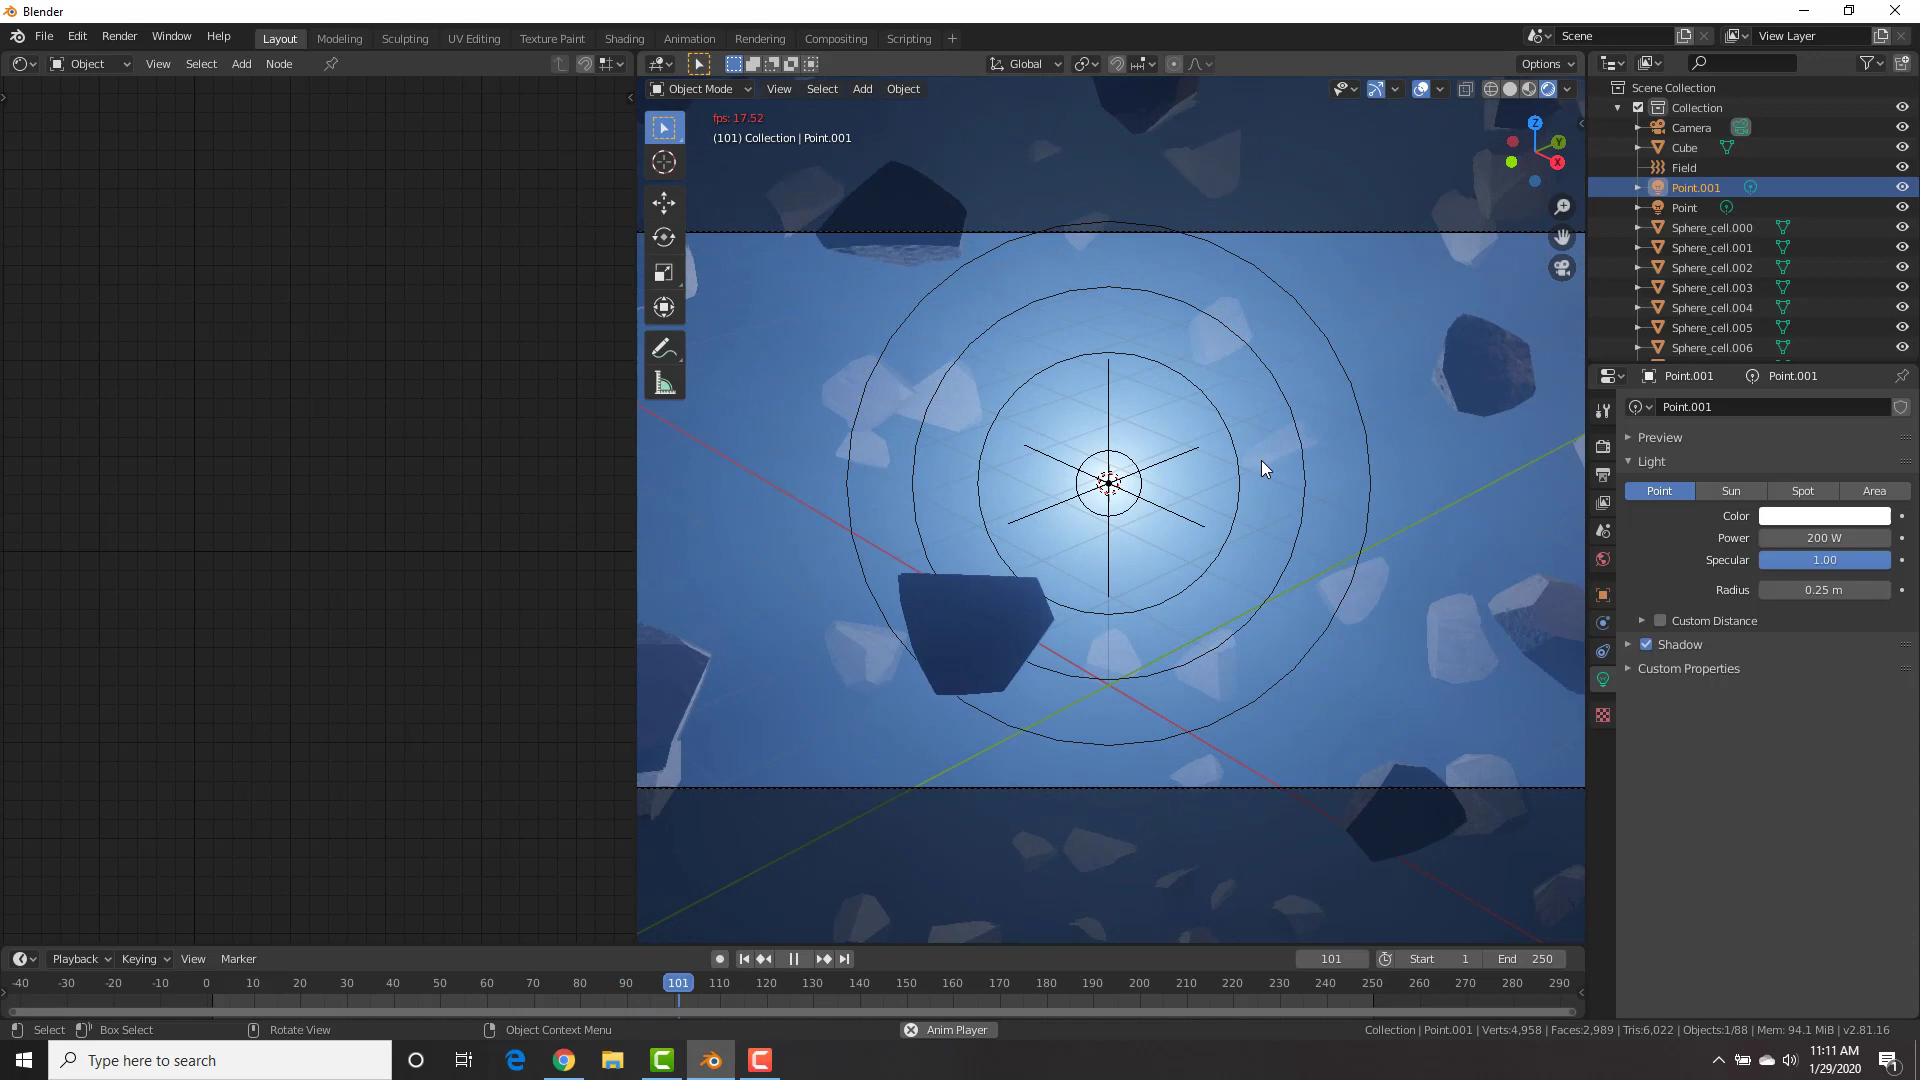 Blender
File Edit Render Window Help
Layout Modeling Sculpting UV Editing Texture Paint Shading Animation Rendering Compositing Scripting +
Scene View Layer
Object View Select Add Node
Global Options
Object Mode View Select Add Object
fps: 17.52
(101) Collection | Point.001
Z
Y
X
Scene Collection
Collection
Camera
Cube
Field
Point.001
Point
Sphere_cell.000
Sphere_cell.001
Sphere_cell.002
Sphere_cell.003
Sphere_cell.004
Sphere_cell.005
Sphere_cell.006
Point.001 Point.001
Point.001
Preview
Light
Point Sun Spot Area
Color
Power 200 W
Specular 1.00
Radius 0.25 m
Custom Distance
Shadow
Custom Properties
Playback Keying View Marker
101 Start 1 End 250
-40 -30 -20 -10 0 10 20 30 40 50 60 70 80 90 101 110 120 130 140 150 160 170 180 190 200 210 220 230 240 250 260 270 280 290
Select Box Select Rotate View Object Context Menu Anim Player Collection | Point.001 | Verts:4,958 | Faces:2,989 | Tris:6,022 | Objects:1/88 | Mem: 94.1 MiB | v2.81.16
Type here to search
11:11 AM
1/29/2020
1